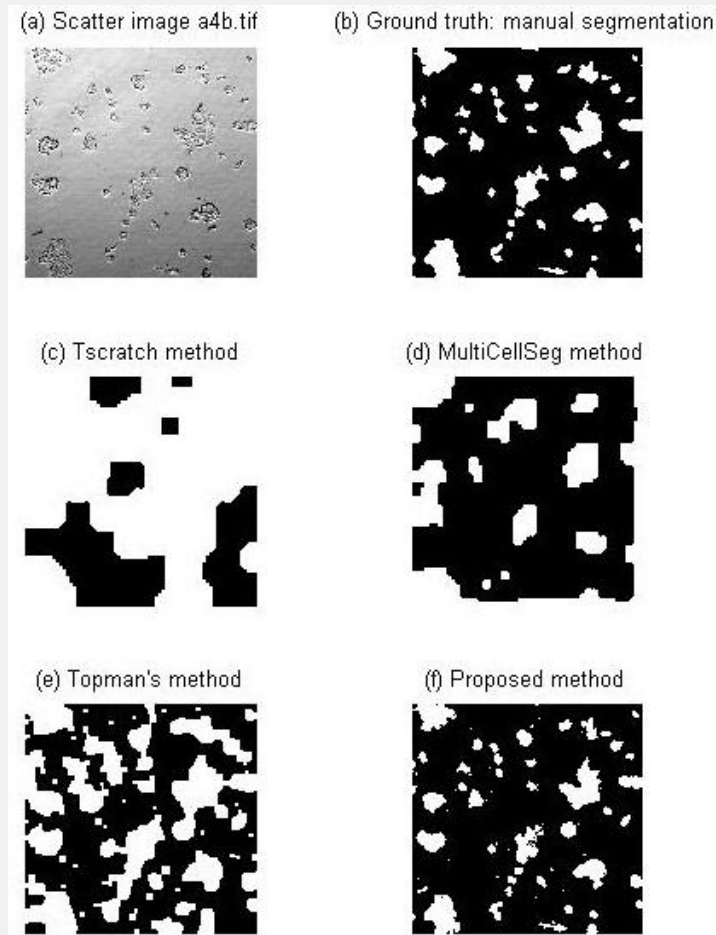 (a) Scatter image a4b.tif
(b) Ground truth: manual segmentation
(c) Tscratch method
(d) MultiCellSeg method
(e) Topman's method
(f) Proposed method